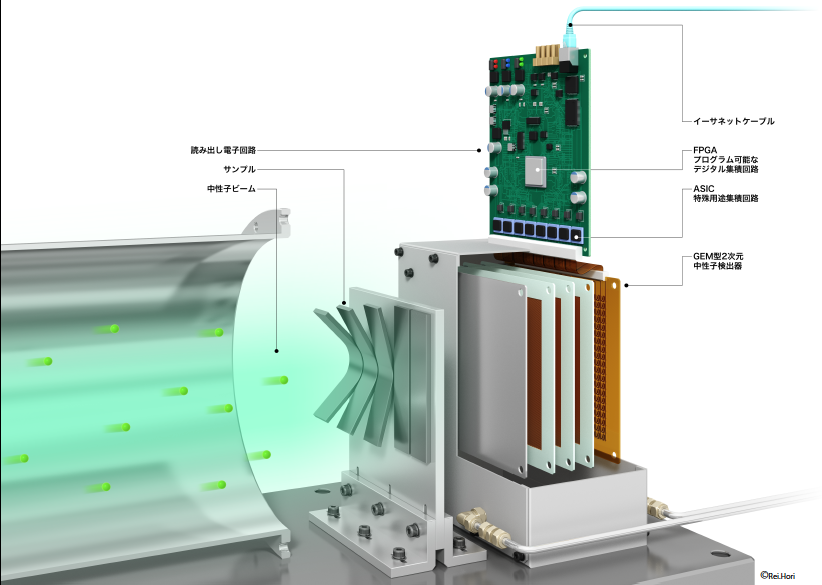 イーサネットケーブル
読み出し電子回路
FPGA
プログラム可能な
デジタル集積回路
サンプル
中性子ビーム
ASIC
特殊用途集積回路
GEM型2次元
中性子検出器
©Rei.Hori